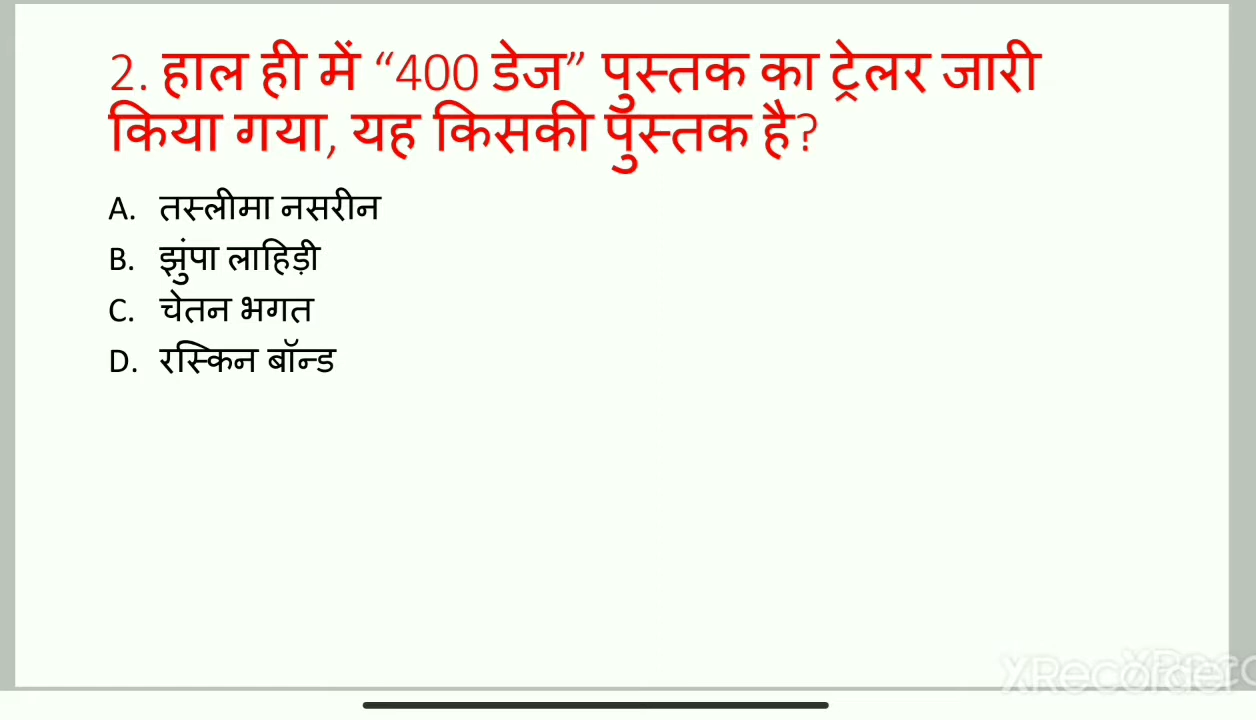 2. हाल ही में “400 डेज” पुस्तक का ट्रेलर जारी
किया गया, यह किसकी पुस्तक है?
A. तस्लीमा नसरीन
B. झुंपा लाहिड़ी
C. चेतन भगत
D. रस्किन बॉन्ड
XRecorder